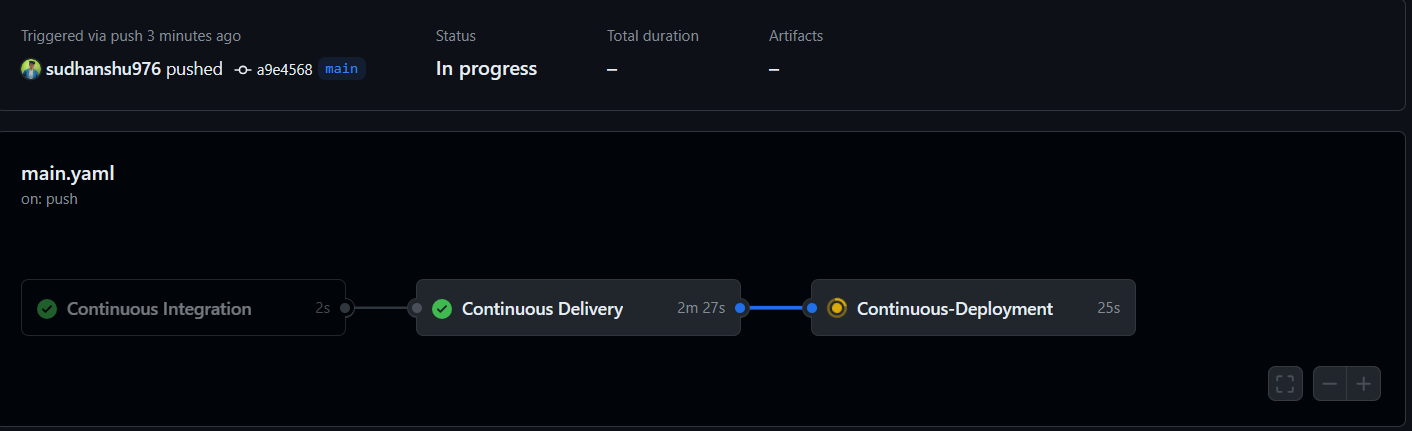 Triggered via push 3 minutes ago
sudhanshu976 pushed a9e4568 main
Status
In progress
Total duration
–
Artifacts
–
main.yaml
on: push
Continuous Integration 2s
Continuous Delivery 2m 27s
Continuous-Deployment 25s